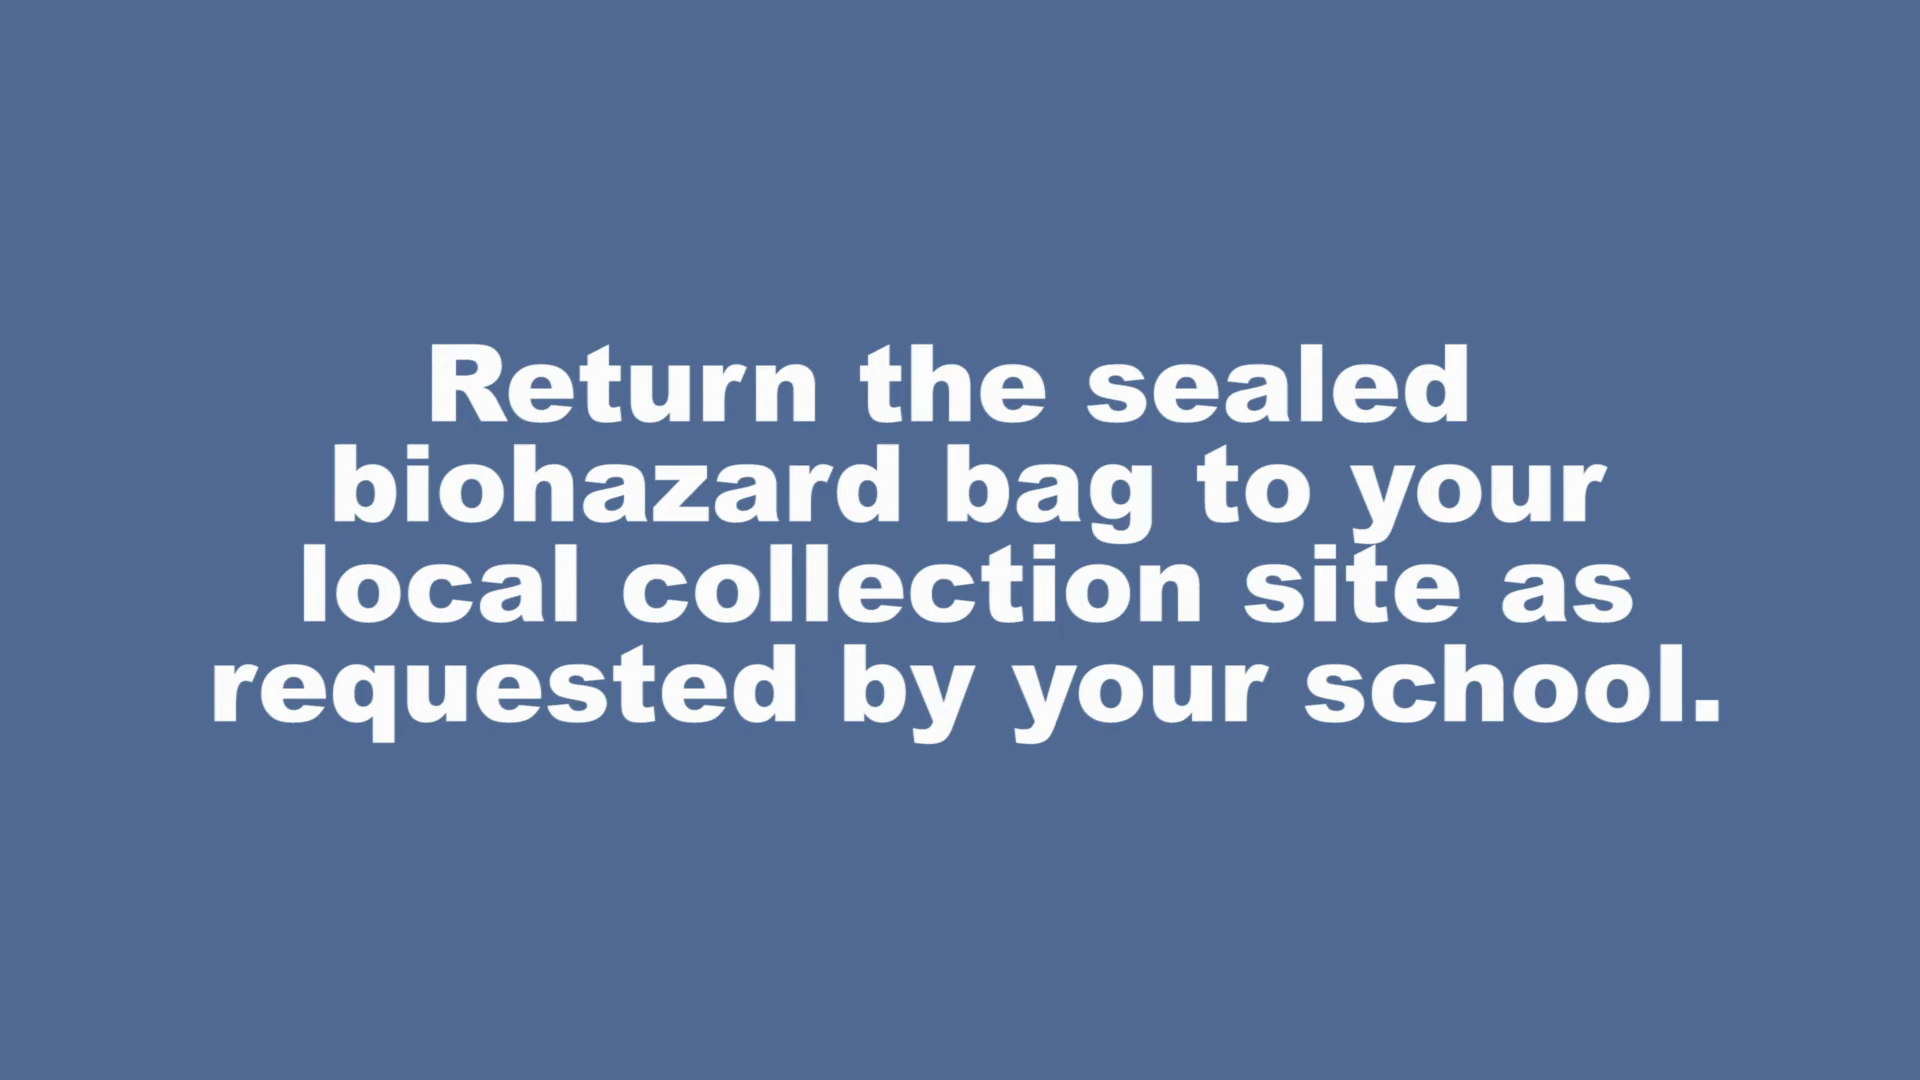 Return the sealed
biohazard bag to your
local collection site as
requested by your school.